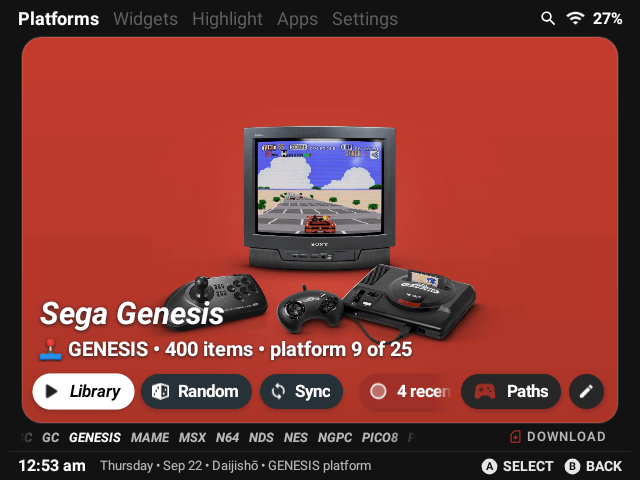 Platforms Widgets Highlight Apps Settings 27%
SONY
Sega Genesis
GENESIS • 400 items • platform 9 of 25
Library Random Sync 4 recen Paths
GC GENESIS MAME MSX N64 NDS NES NGPC PICO8 DOWNLOAD
12:53 am Thursday • Sep 22 • Daijishō • GENESIS platform A SELECT B BACK